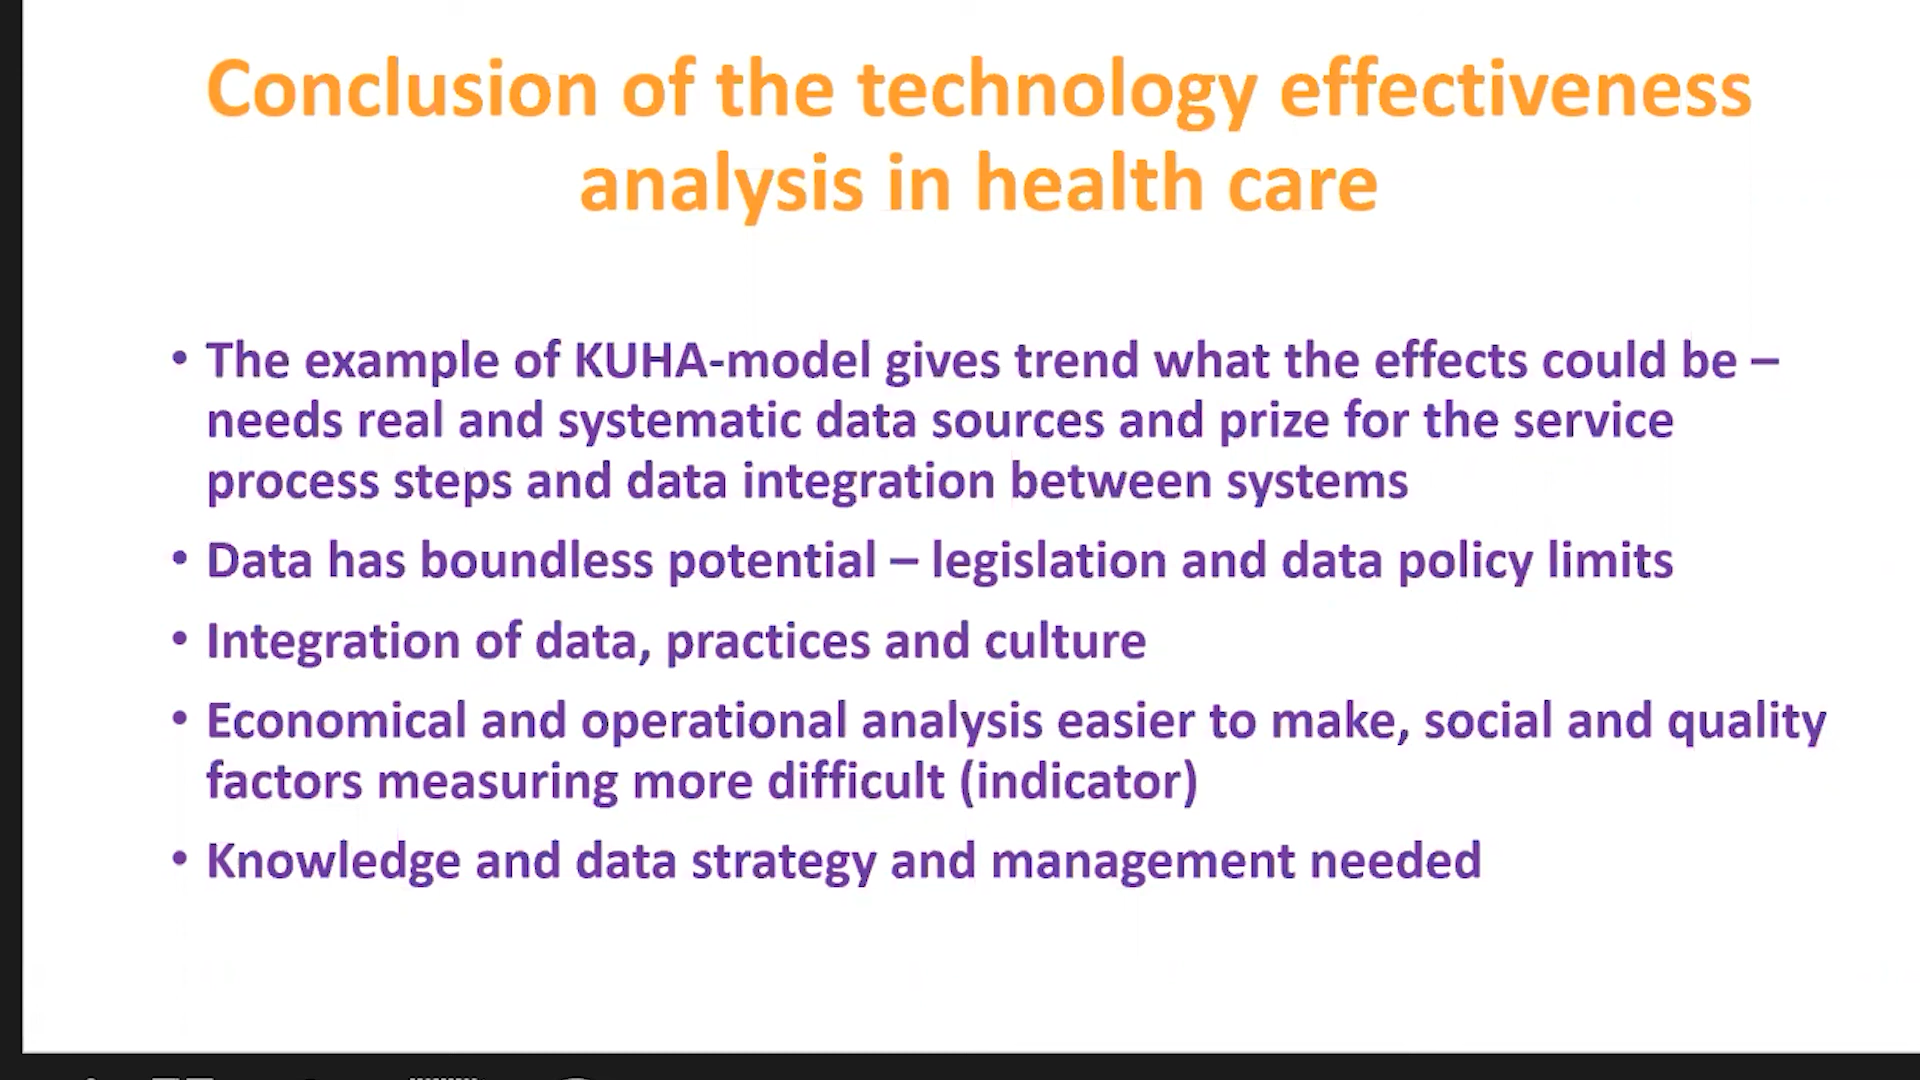 Conclusion of the technology effectiveness
analysis in health care
• The example of KUHA-model gives trend what the effects could be –
needs real and systematic data sources and prize for the service
process steps and data integration between systems
• Data has boundless potential – legislation and data policy limits
• Integration of data, practices and culture
• Economical and operational analysis easier to make, social and quality
factors measuring more difficult (indicator)
• Knowledge and data strategy and management needed